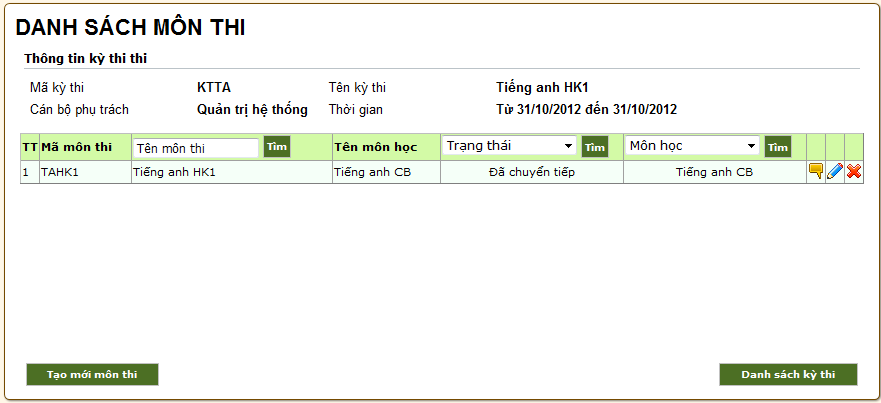 DANH SÁCH MÔN THI
Thông tin kỳ thi thi
Mã kỳ thi KTTA Tên kỳ thi Tiếng anh HK1
Cán bộ phụ trách Quản trị hệ thống Thời gian Từ 31/10/2012 đến 31/10/2012
TT Mã môn thi Tên môn thi Tìm Tên môn học Trạng thái Tìm Môn học Tìm
1 TAHK1 Tiếng anh HK1 Tiếng anh CB Đã chuyển tiếp Tiếng anh CB
Tạo mới môn thi Danh sách kỳ thi